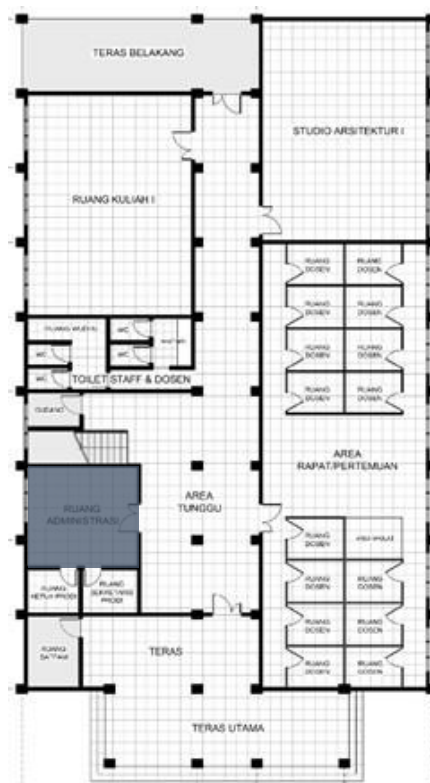 TERAS BELAKANG
STUDIO ARSITEKTUR I
RUANG KULIAH I
RUANG
DOSEN
RUANG
DOSEN
RUANG
DOSEN
RUANG
DOSEN
RUANG
DOSEN
RUANG
DOSEN
RUANG
DOSEN
RUANG
DOSEN
WC
WC
WC
WC
TOILET STAFF & DOSEN
GUDANG
AREA
RAPAT/PERTEMUAN
AREA
TUNGGU
RUANG
ADMINISTRASI
RUANG
DOSEN
RUANG
DOSEN
RUANG
DOSEN
RUANG
DOSEN
RUANG
DOSEN
RUANG
DOSEN
RUANG
DOSEN
RUANG
RUANG
SEKRETARIS
PRODI
RUANG
SATPAM
TERAS
TERAS UTAMA